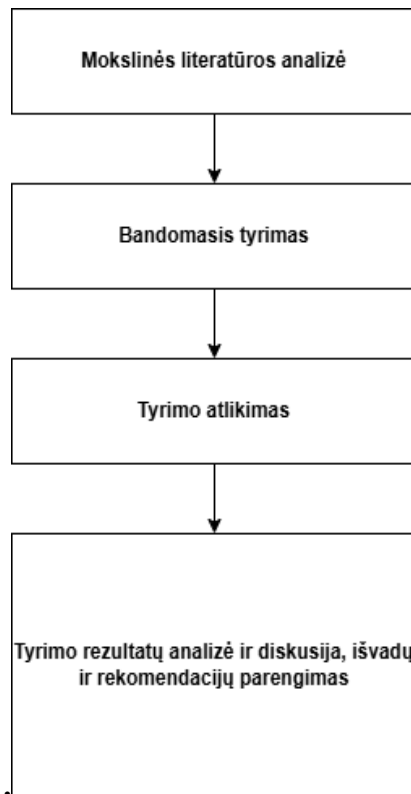 Mokslinės literatūros analizė
Bandomasis tyrimas
Tyrimo atlikimas
Tyrimo rezultatų analizė ir diskusija, išvadų
ir rekomendacijų parengimas